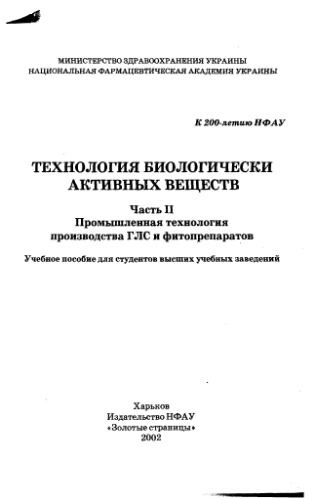 МИНИСТЕРСТВО ЗДРАВООХРАНЕНИЯ УКРАИНЫ
НАЦИОНАЛЬНАЯ ФАРМАЦЕВТИЧЕСКАЯ АКАДЕМИЯ УКРАИНЫ
К 200-летию НФАУ
ТЕХНОЛОГИЯ БИОЛОГИЧЕСКИ
АКТИВНЫХ ВЕЩЕСТВ
Часть II
Промышленная технология
производства ГЛС и фитопрепаратов
Учебное пособие для студентов высших учебных заведений
Харьков
Издательство НФАУ
«Золотые страницы»
2002